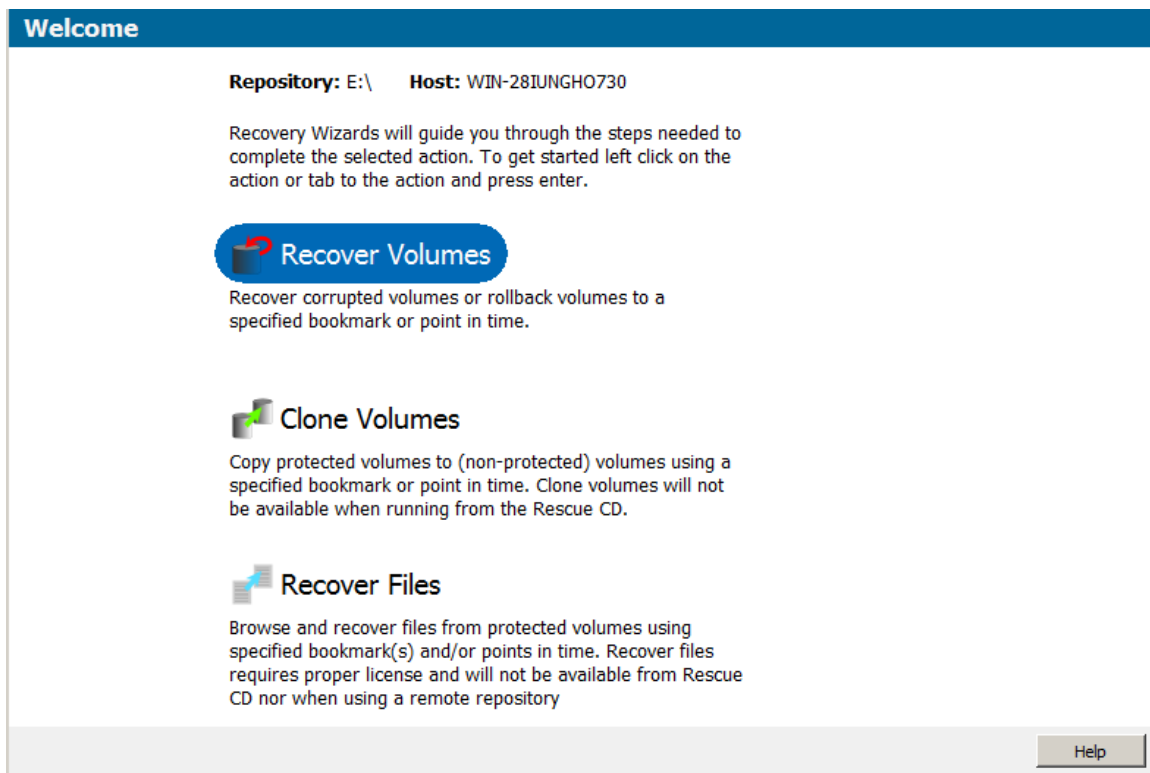 Welcome
Repository: E:\ Host: WIN-28IUNGHO730
Recovery Wizards will guide you through the steps needed to
complete the selected action. To get started left click on the
action or tab to the action and press enter.
Recover Volumes
Recover corrupted volumes or rollback volumes to a
specified bookmark or point in time.
Clone Volumes
Copy protected volumes to (non-protected) volumes using a
specified bookmark or point in time. Clone volumes will not
be available when running from the Rescue CD.
Recover Files
Browse and recover files from protected volumes using
specified bookmark(s) and/or points in time. Recover files
requires proper license and will not be available from Rescue
CD nor when using a remote repository
Help